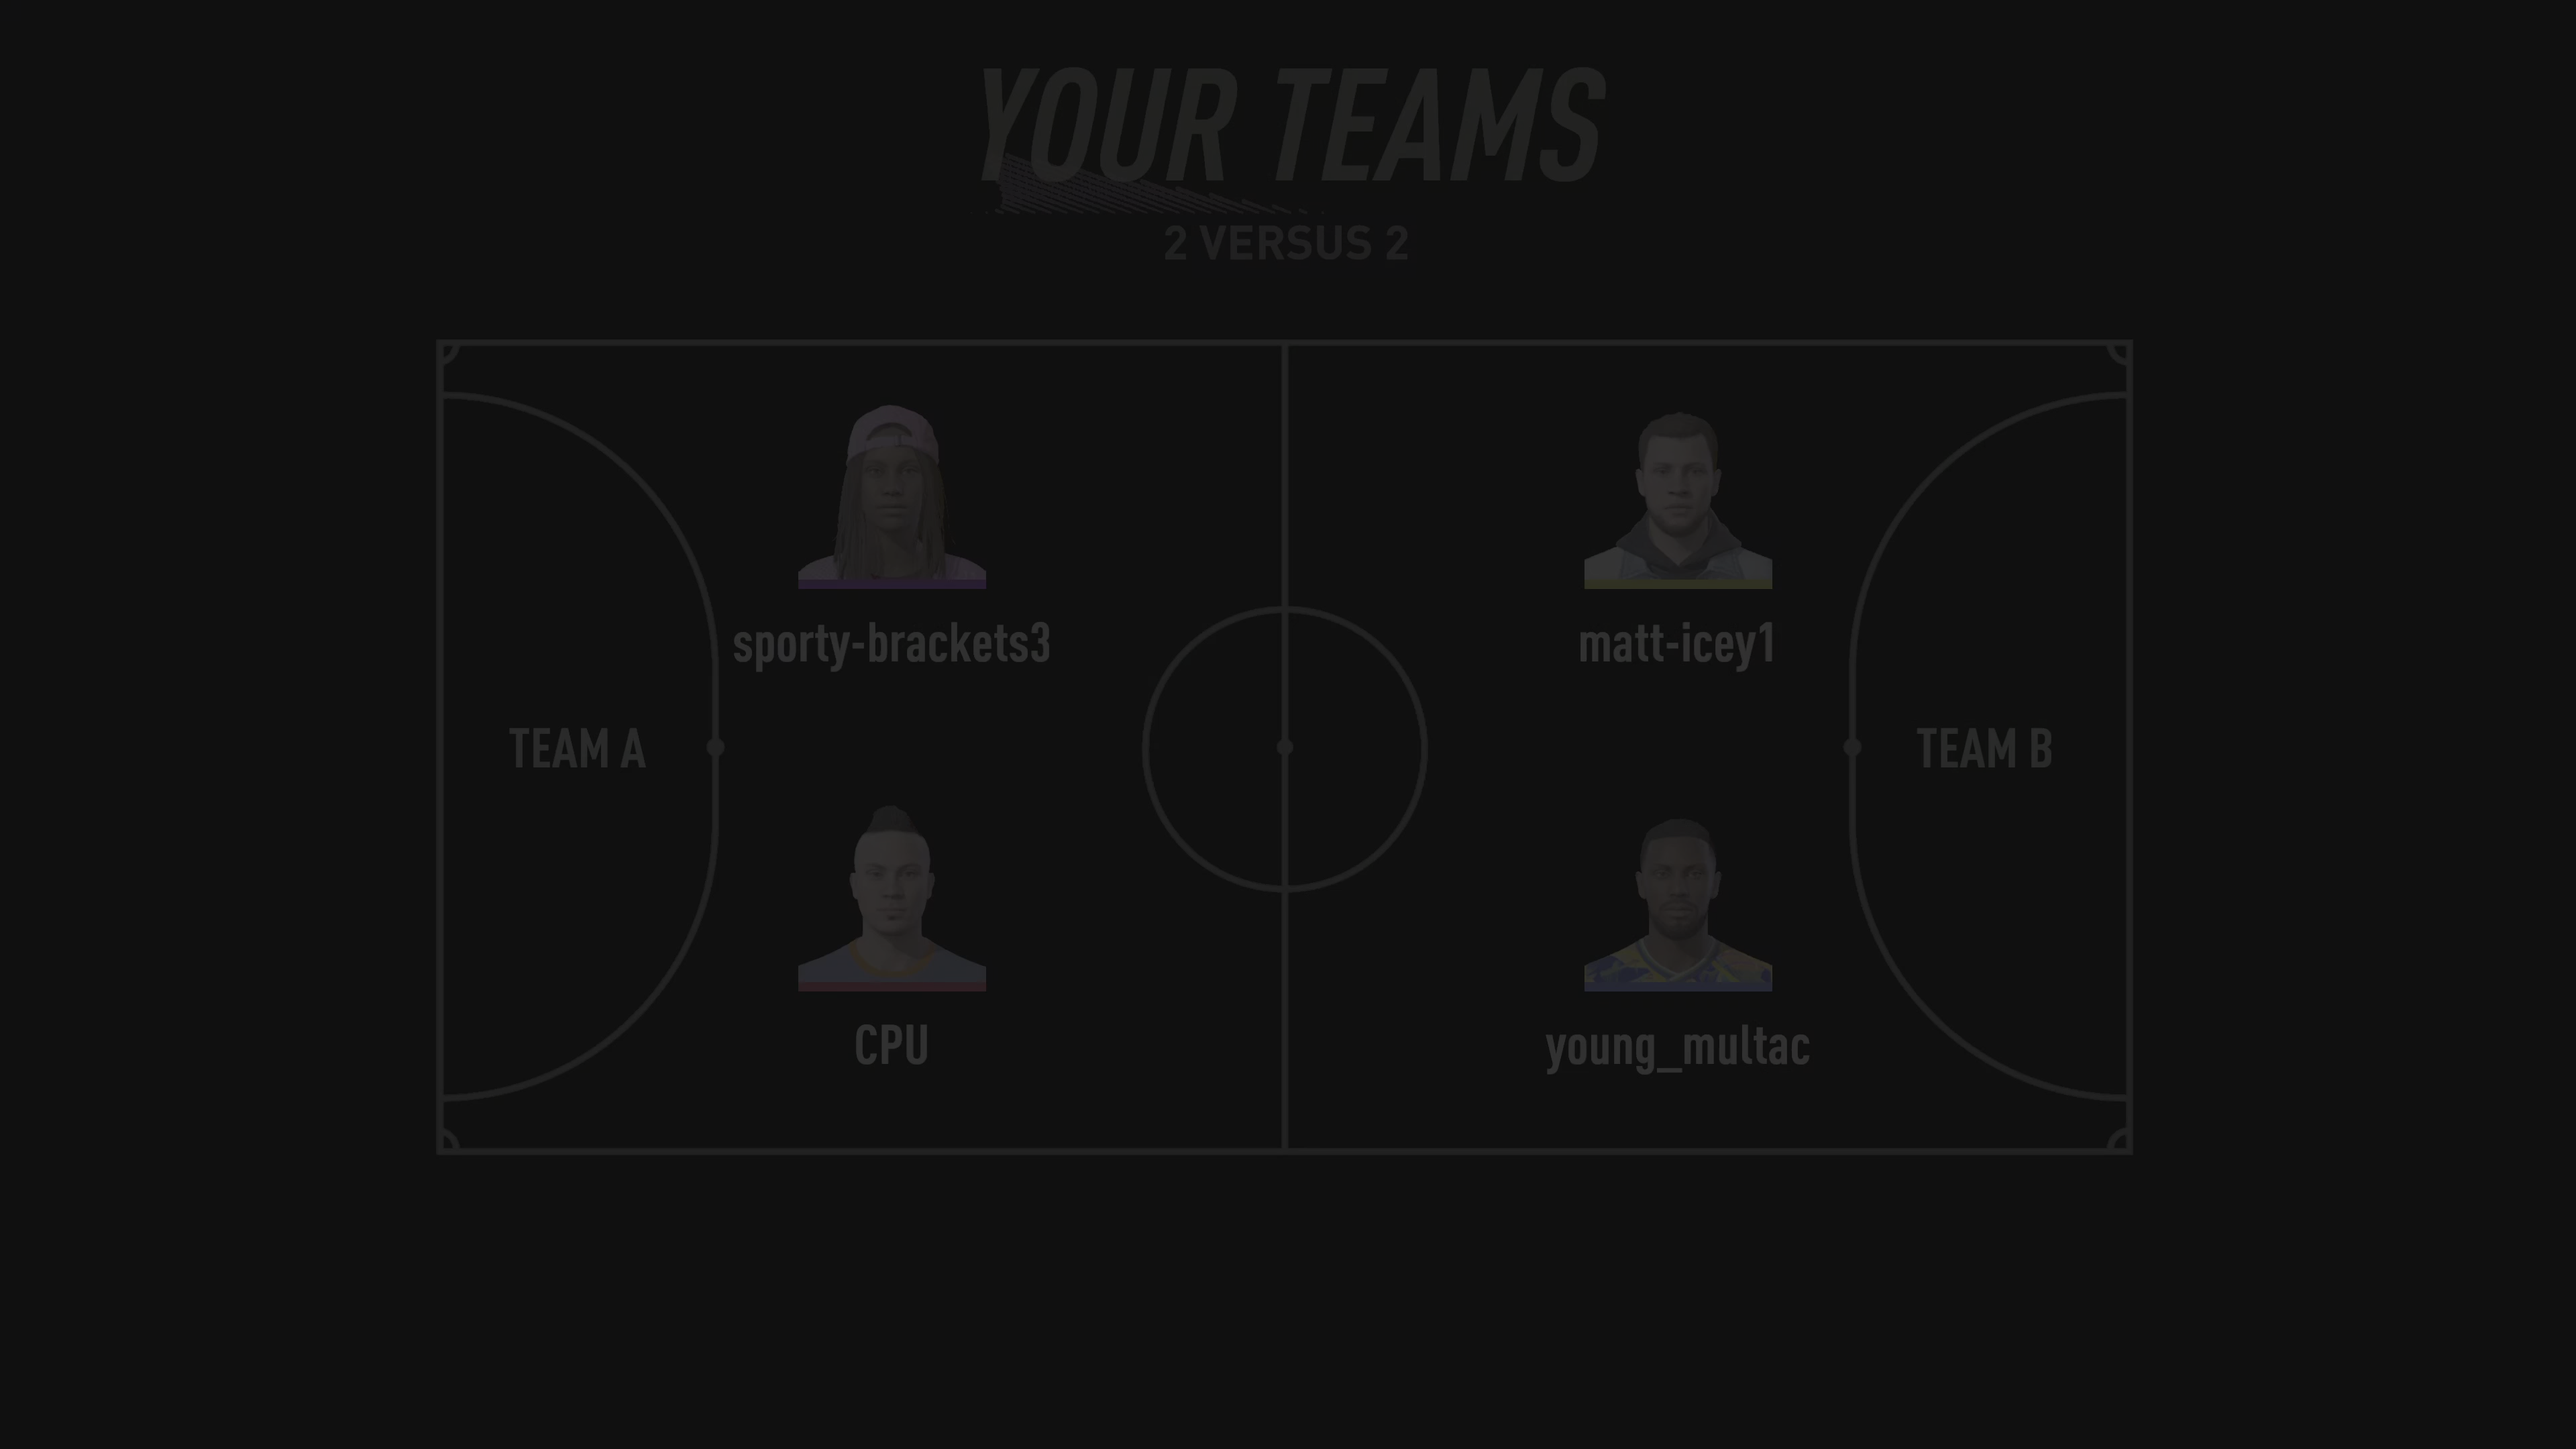 YOUR TEAMS
2 VERSUS 2
sporty-brackets3
matt-icey1
TEAM A
TEAM B
CPU
young_multac